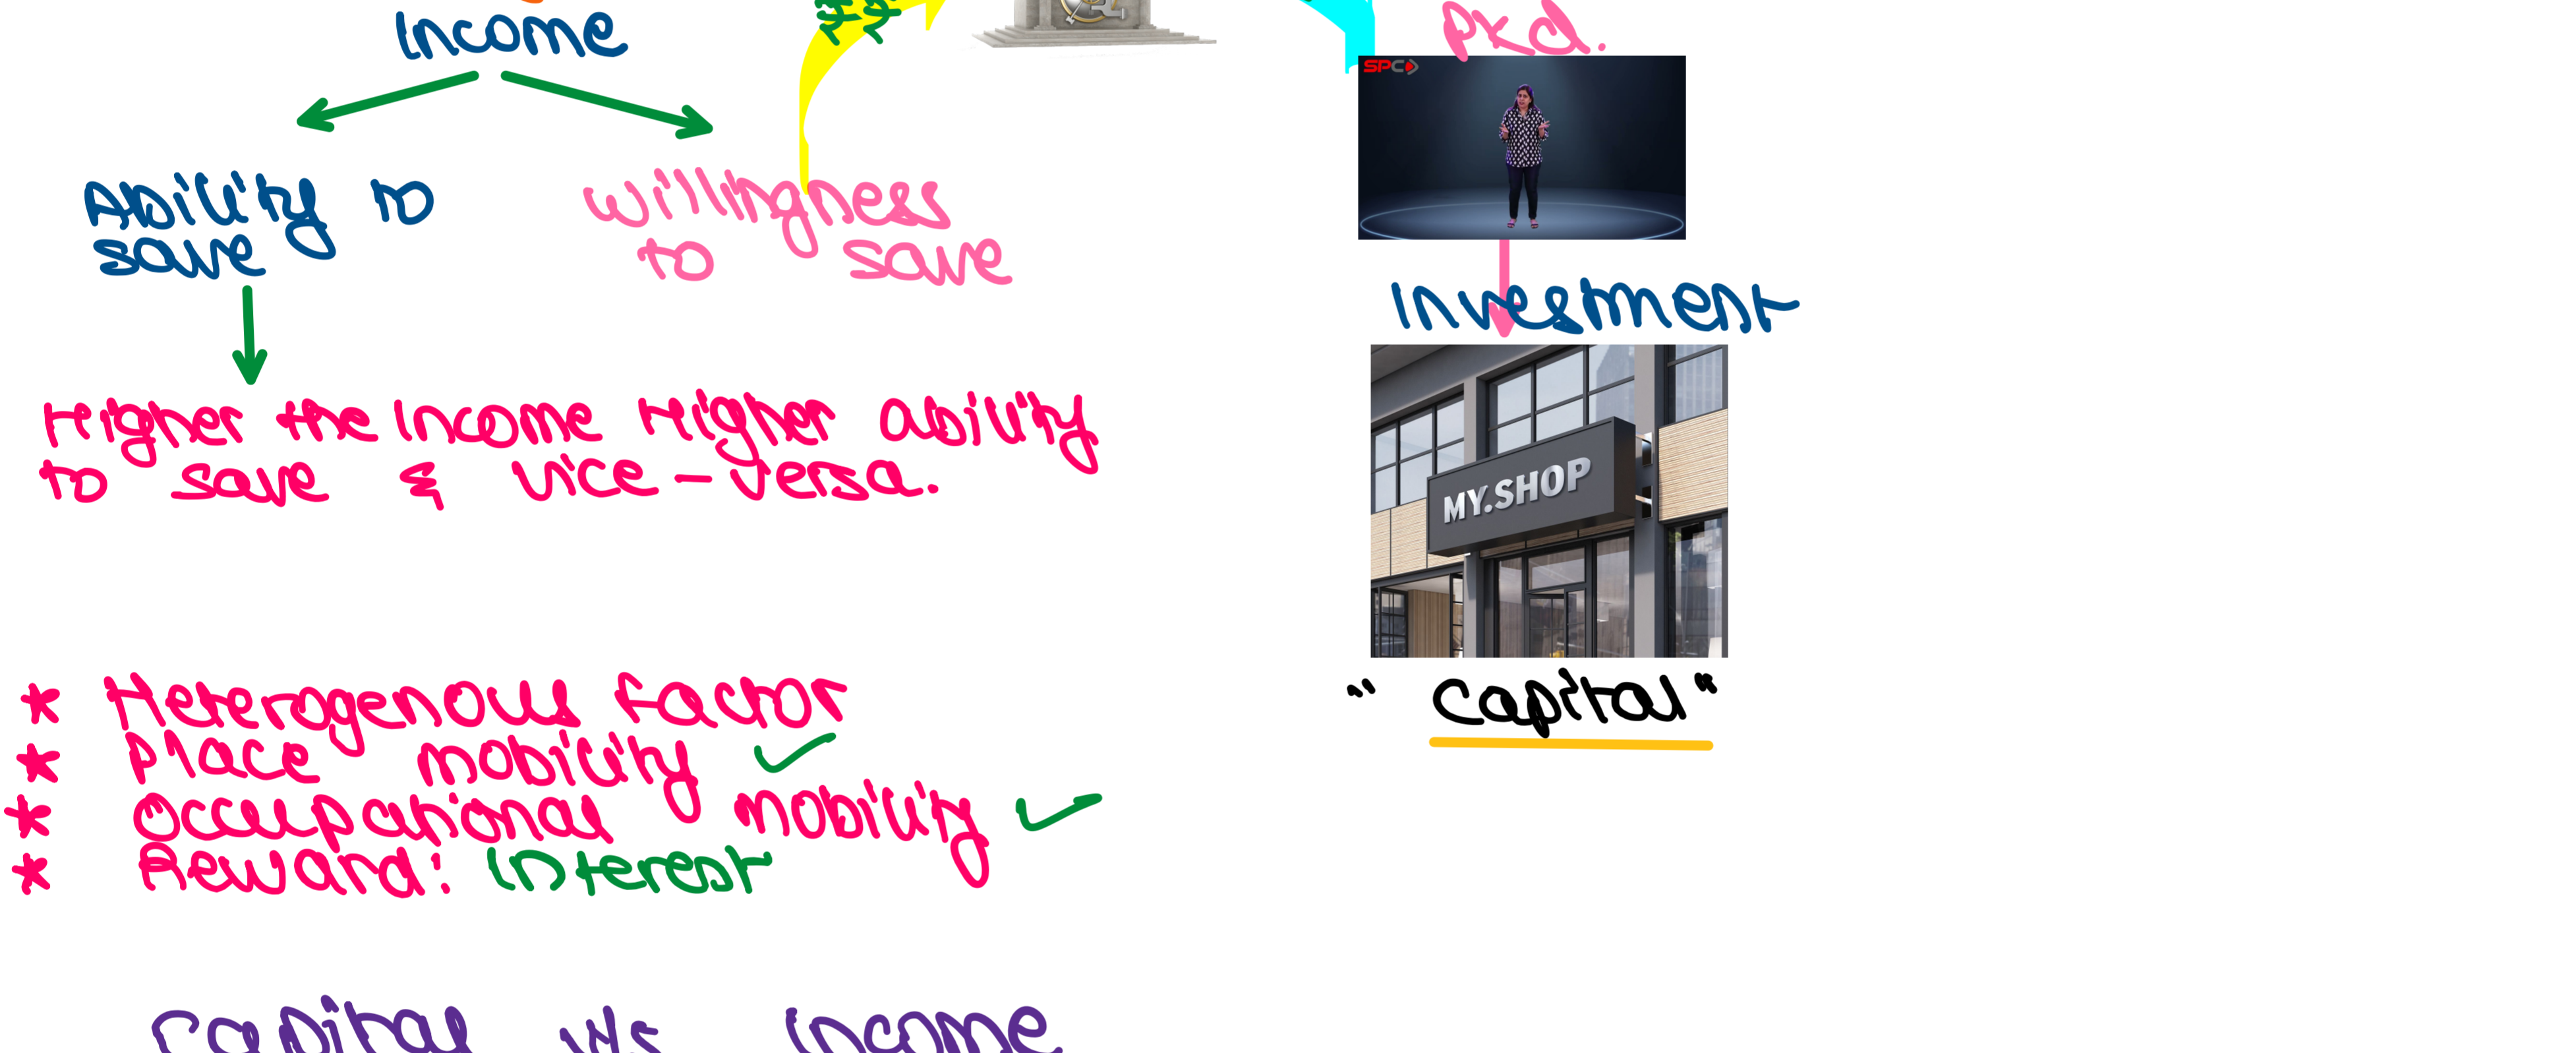 Income
₹₹
PKd.
SPC
Ability to
save
Willingness
to save
Investment
Higher the Income Higher ability
to save & vice-versa.
MY.SHOP
"Capital"
* Heterogenous factor
* Place mobility ✓
* Occupational mobility ✓
* Reward: Interest
Capital v/s Income